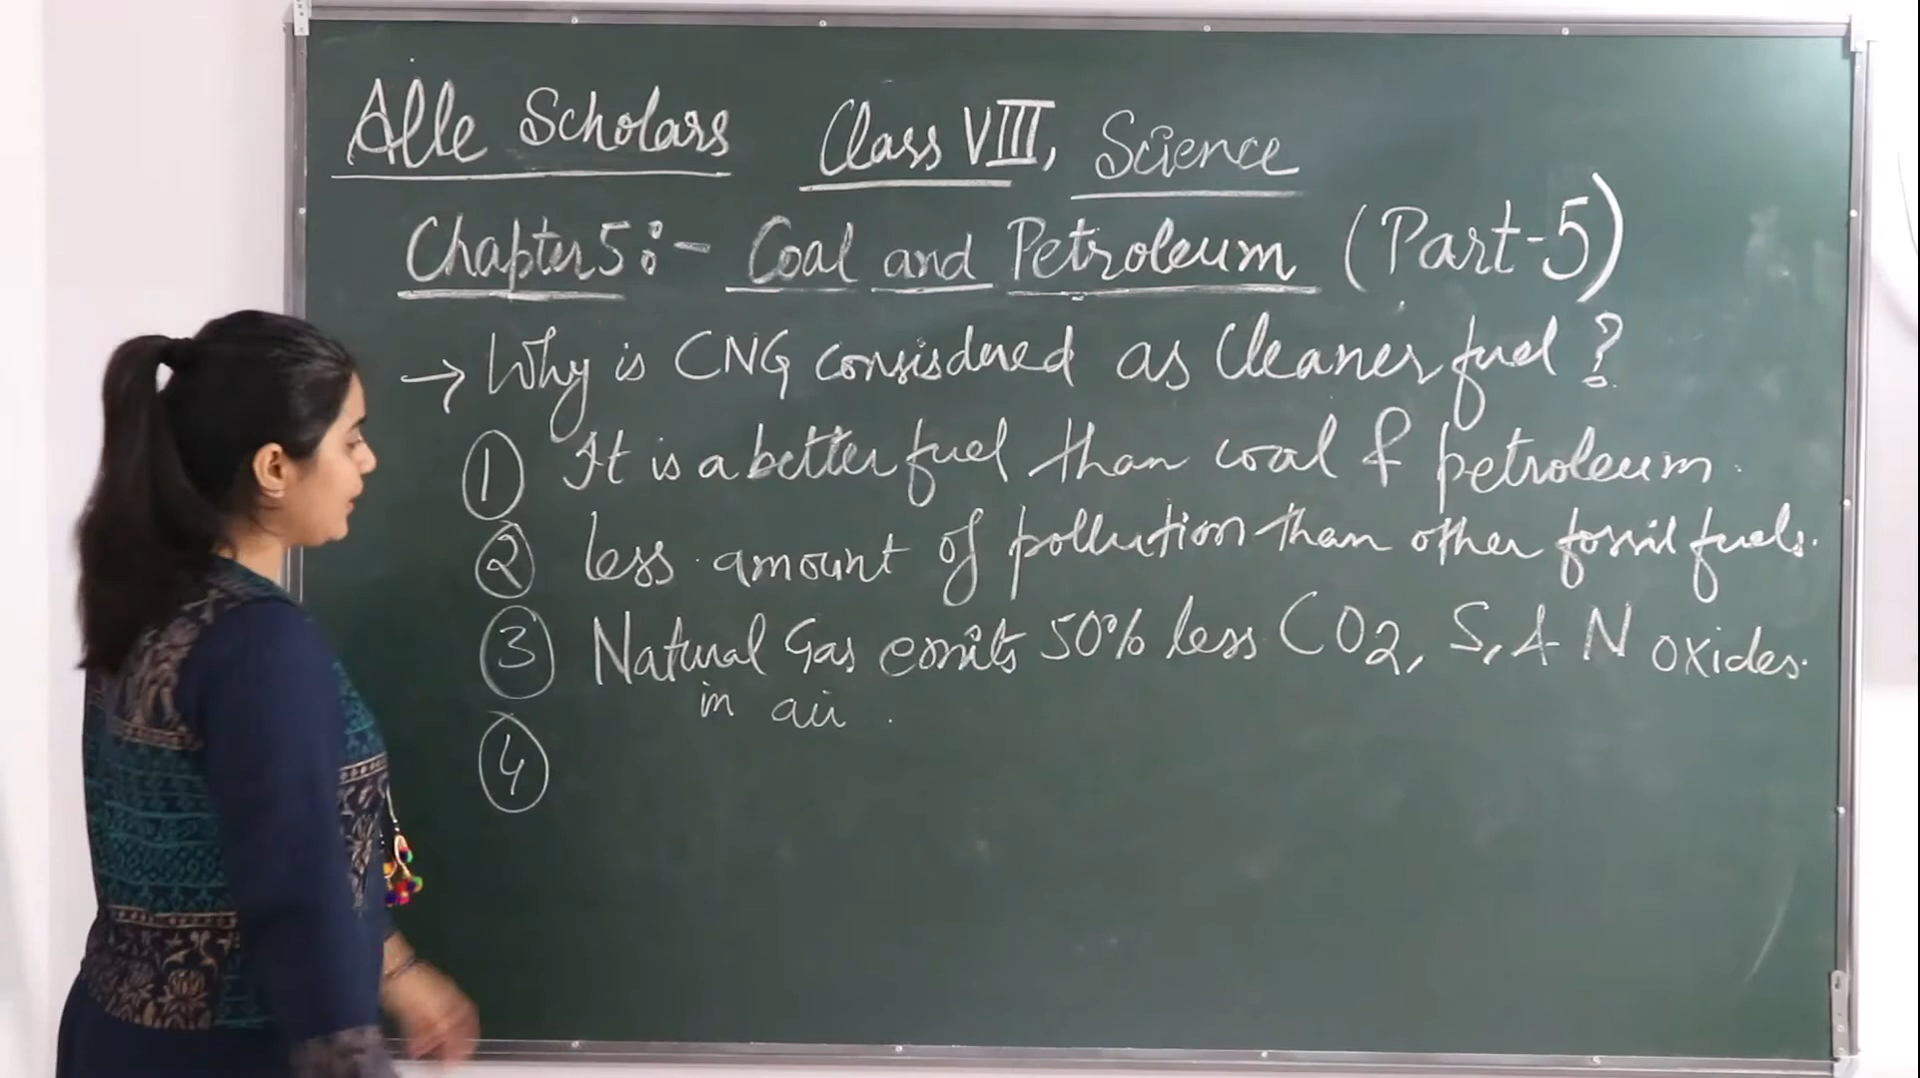 Alle Scholars Class VIII, Science
Chapter 5:- Coal and Petroleum (Part-5)
→ Why is CNG consisdered as Cleaner fuel ?
① It is a better fuel than coal & petroleum.
② less amount of pollution than other fossil fuels.
③ Natural Gas emits 50% less CO2, S, & N oxides.
in air.
④